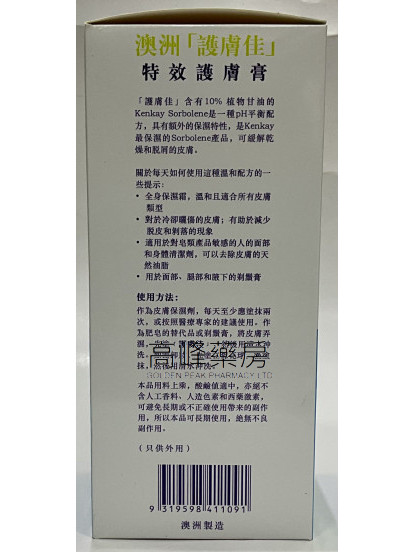 澳洲「護膚佳」
特效護膚膏
「護膚佳」含有10% 植物甘油的
Kenkay Sorbolene是一種pH平衡配
方，具有額外的保濕特性，是Kenkay
最保濕的Sorbolene產品，可緩解乾
燥和脫屑的皮膚。
關於每天如何使用這種溫和配方的一
些提示：
• 全身保濕霜，溫和且適合所有皮膚
類型
• 對於冷卻曬傷的皮膚；有助於減少
脫皮和剝落的現象
• 適用於對皂類產品敏感的人的面部
和身體清潔劑，可以去除皮膚的天
然油脂
• 用於面部、腿部和腋下的剃鬚膏
使用方法：
作為皮膚保濕劑，每天至少應塗抹兩
次，或按照醫療專家的建議使用。作
為肥皂的替代品或剃鬚膏，將皮膚弄
濕，
洗。
抹，然後用清水沖洗。
高峰藥房
GOLDEN PEAK PHARMACY LTD
本品用料上乘，酸鹼值適中，亦絕不
含人工香料、人造色素和西藥激素，
可避免長期或不正確使用帶來的副作
用，所以本品可長期使用，絕無不良
副作用。
（只供外用）
9 319598 411091
澳洲製造